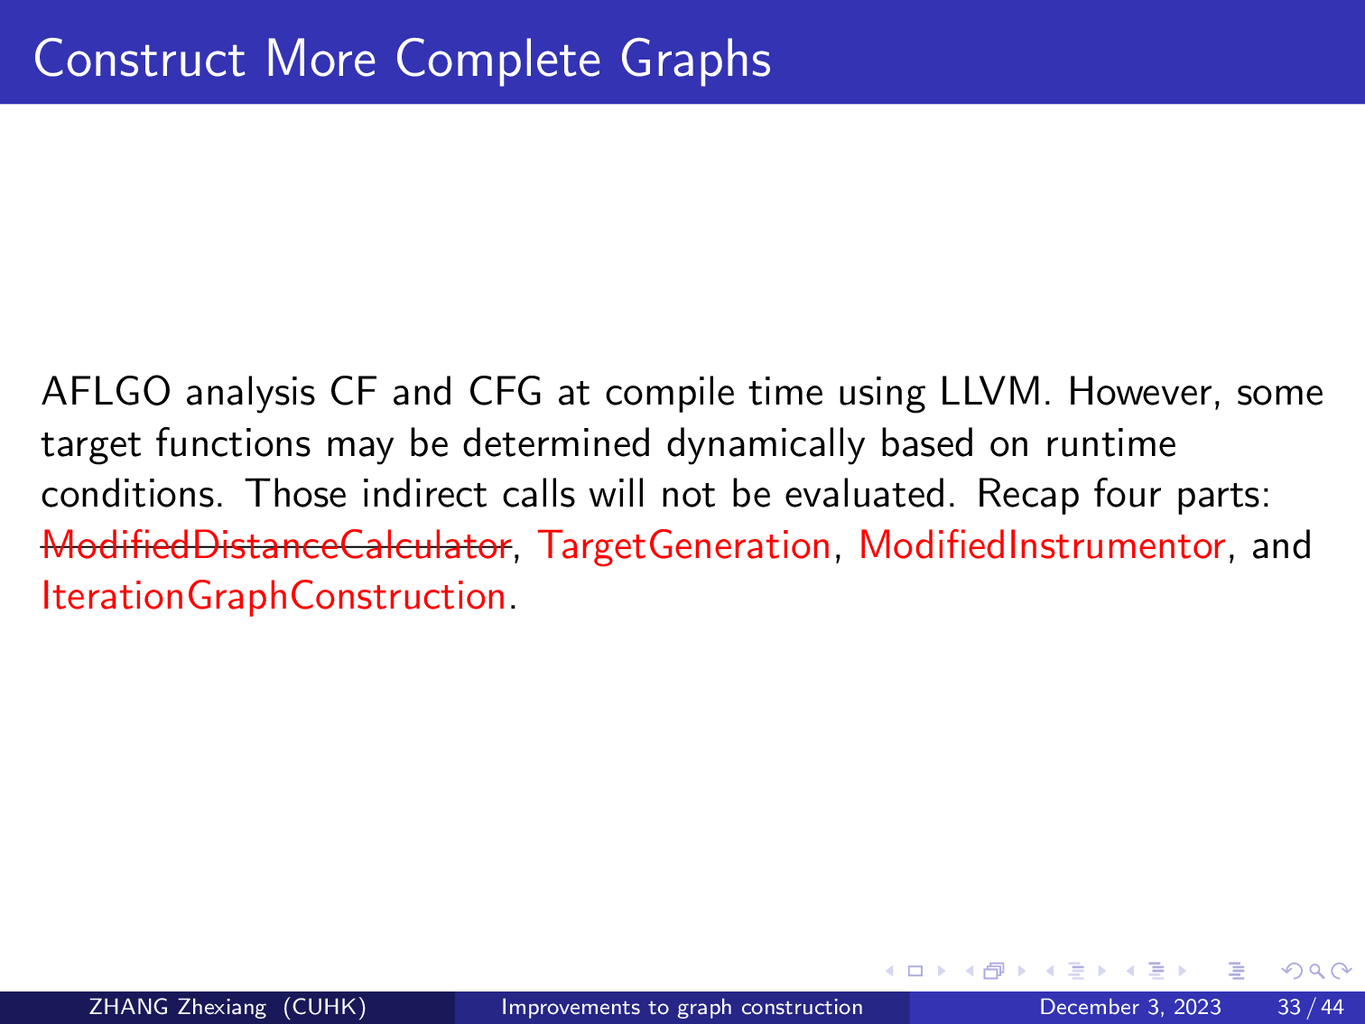 Construct More Complete Graphs
AFLGO analysis CF and CFG at compile time using LLVM. However, some
target functions may be determined dynamically based on runtime
conditions. Those indirect calls will not be evaluated. Recap four parts:
ModifiedDistanceCalculator, TargetGeneration, ModifiedInstrumentor, and
IterationGraphConstruction.
ZHANG Zhexiang (CUHK) Improvements to graph construction December 3, 2023 33 / 44